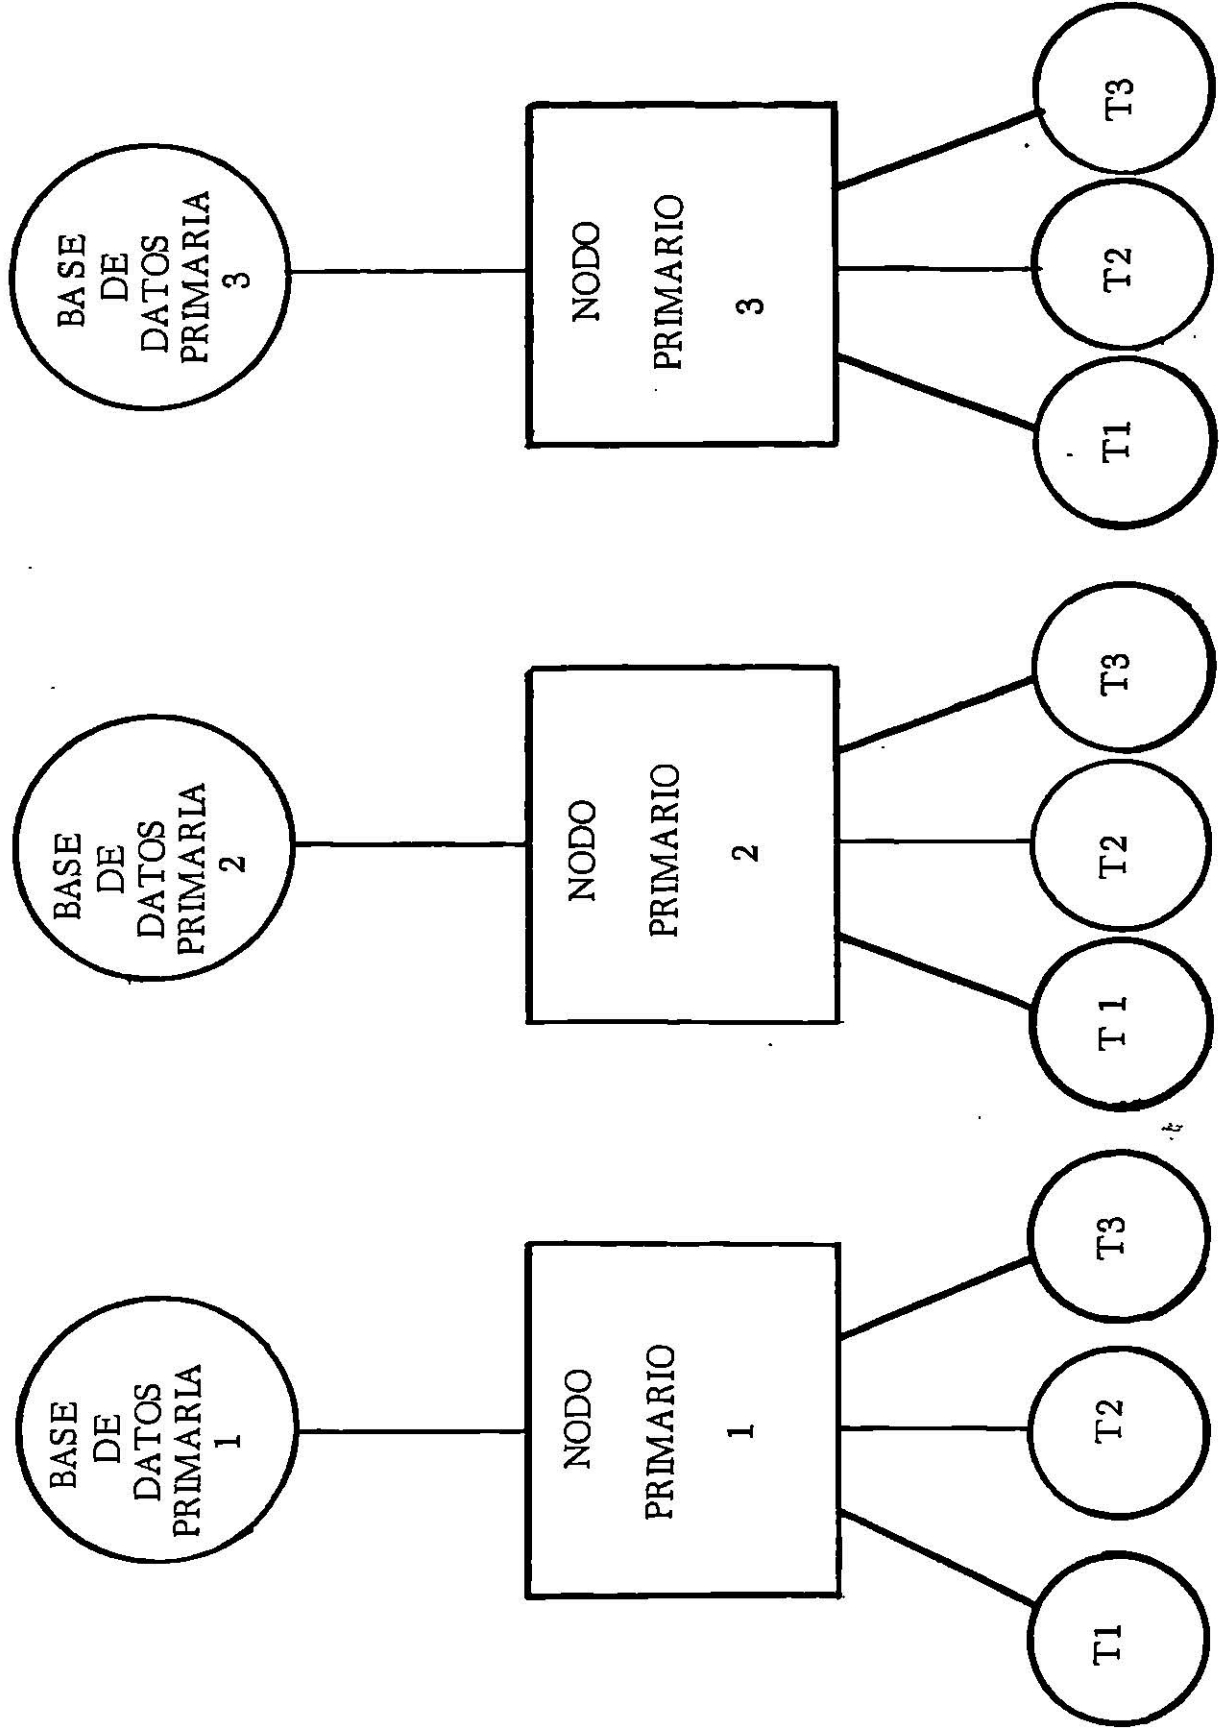 BASE
DE
DATOS
PRIMARIA
1
NODO
PRIMARIO
1
T1
T2
T3
BASE
DE
DATOS
PRIMARIA
2
NODO
PRIMARIO
2
T 1
T2
T3
BASE
DE
DATOS
PRIMARIA
3
NODO
PRIMARIO
3
T1
T2
T3